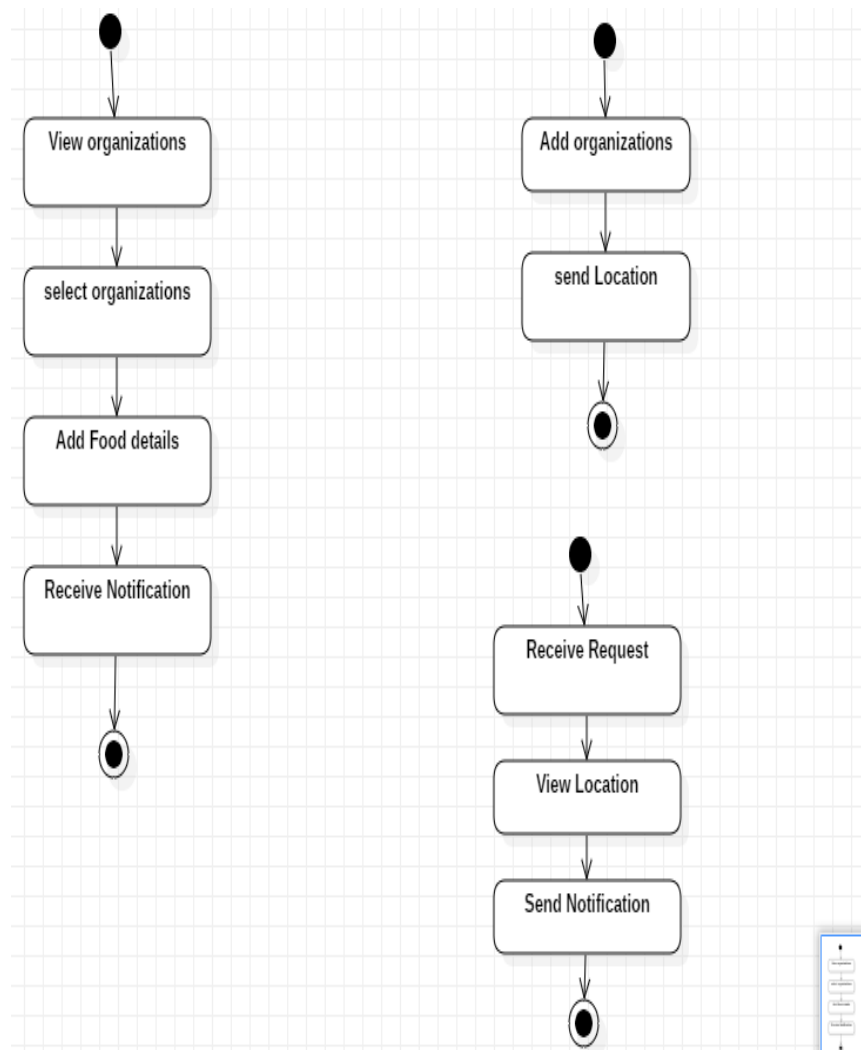 View organizations
select organizations
Add Food details
Receive Notification
Add organizations
send Location
Receive Request
View Location
Send Notification